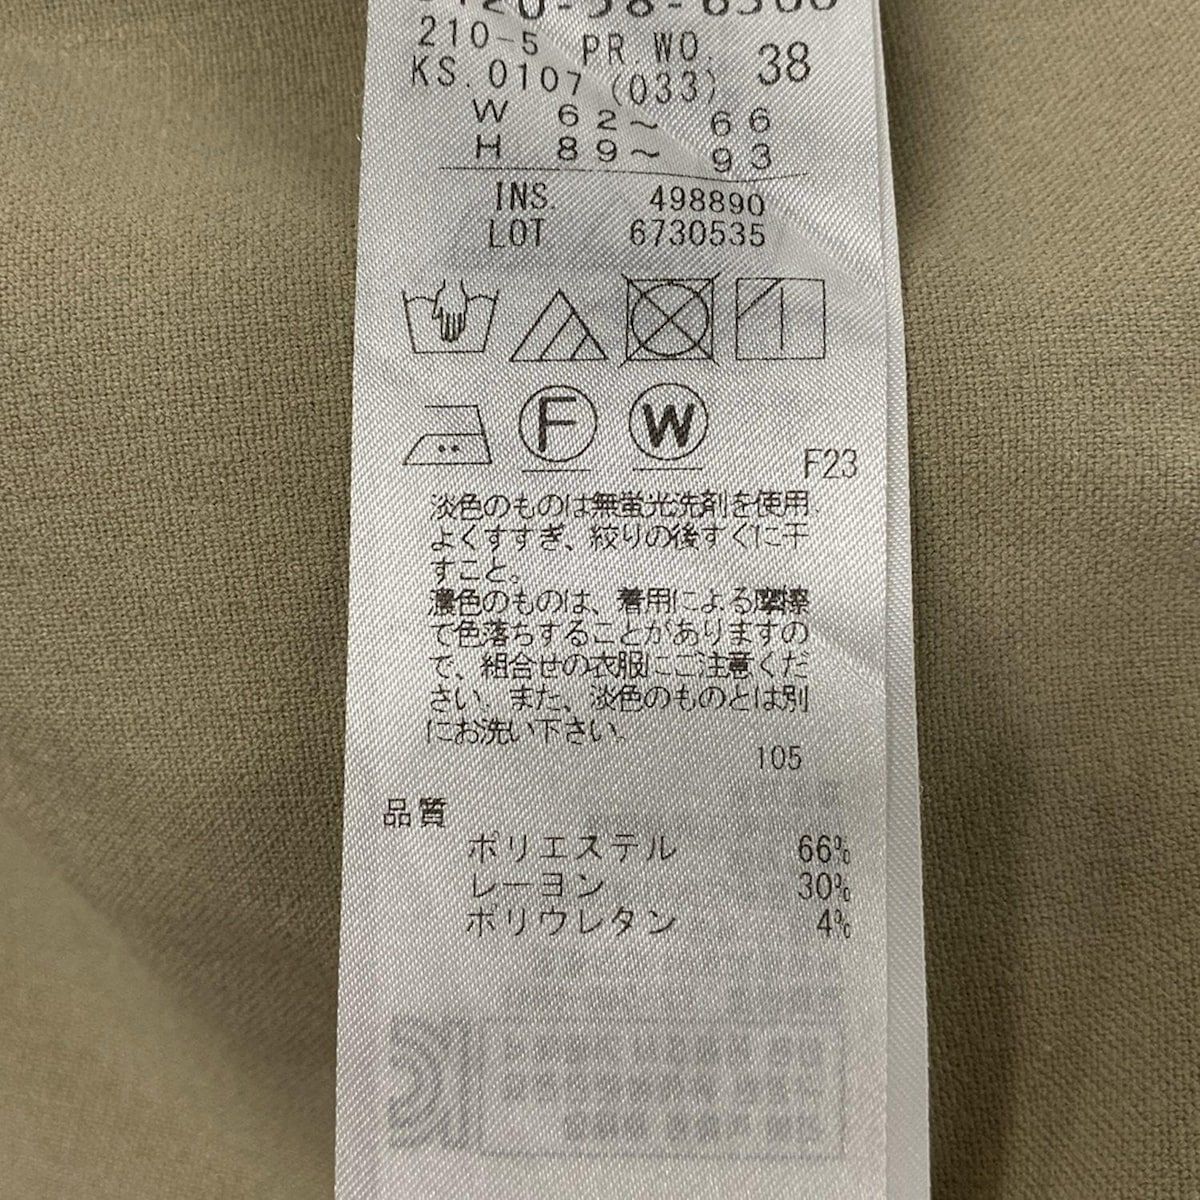 210-5 PR.WO. 38
KS.0107 (033)
W 62～ 66
H 89～ 93
INS. 498890
LOT 6730535
F W
F23
淡色のものは無蛍光洗剤を使用、
よくすすぎ、絞りの後すぐに干
すこと。
濃色のものは、着用による摩擦
で色落ちすることがありますの
で、組合せの衣服にご注意くだ
さい。また、淡色のものとは別
にお洗い下さい。
105
品質
ポリエステル 66%
レーヨン 30%
ポリウレタン 4%